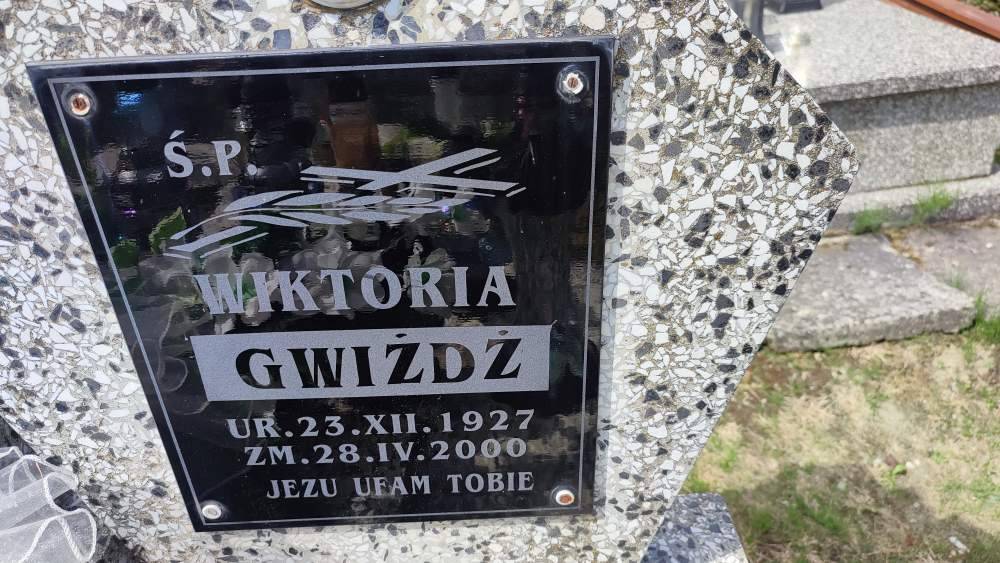 Ś.P.
WIKTORIA
GWIŻDŻ
UR.23.XII.1927
ZM.28.IV.2000
JEZU UFAM TOBIE